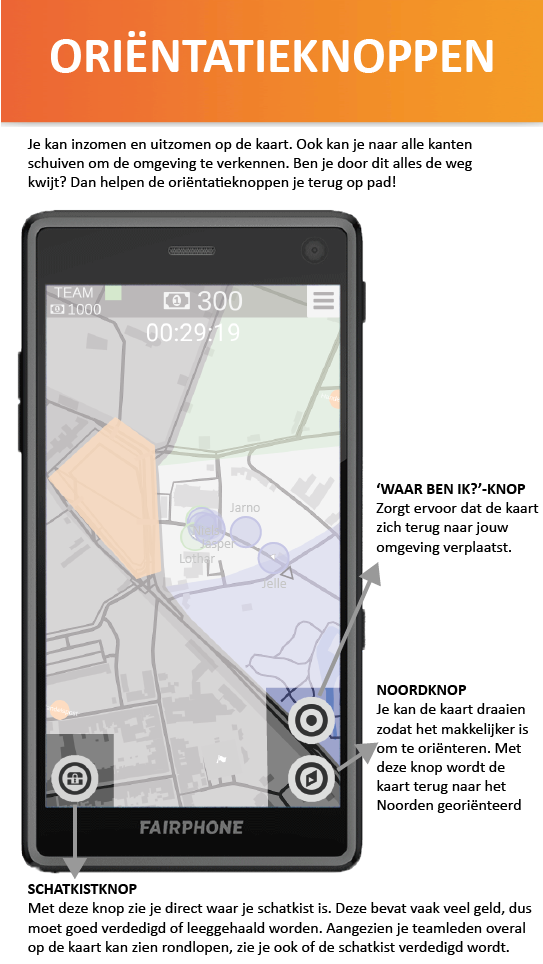 ORIËNTATIEKNOPPEN
Je kan inzomen en uitzomen op de kaart. Ook kan je naar alle kanten
schuiven om de omgeving te verkennen. Ben je door dit alles de weg
kwijt? Dan helpen de oriëntatieknoppen je terug op pad!
TEAM
1000
300
00:29:19
Jarno
Jasper
Lothar
Jelle
‘WAAR BEN IK?’-KNOP
Zorgt ervoor dat de kaart
zich terug naar jouw
omgeving verplaatst.
NOORDKNOP
Je kan de kaart draaien
zodat het makkelijker is
om te oriënteren. Met
deze knop wordt de
kaart terug naar het
Noorden georiënteerd
FAIRPHONE
SCHATKISTKNOP
Met deze knop zie je direct waar je schatkist is. Deze bevat vaak veel geld, dus
moet goed verdedigd of leeggehaald worden. Aangezien je teamleden overal
op de kaart kan zien rondlopen, zie je ook of de schatkist verdedigd wordt.